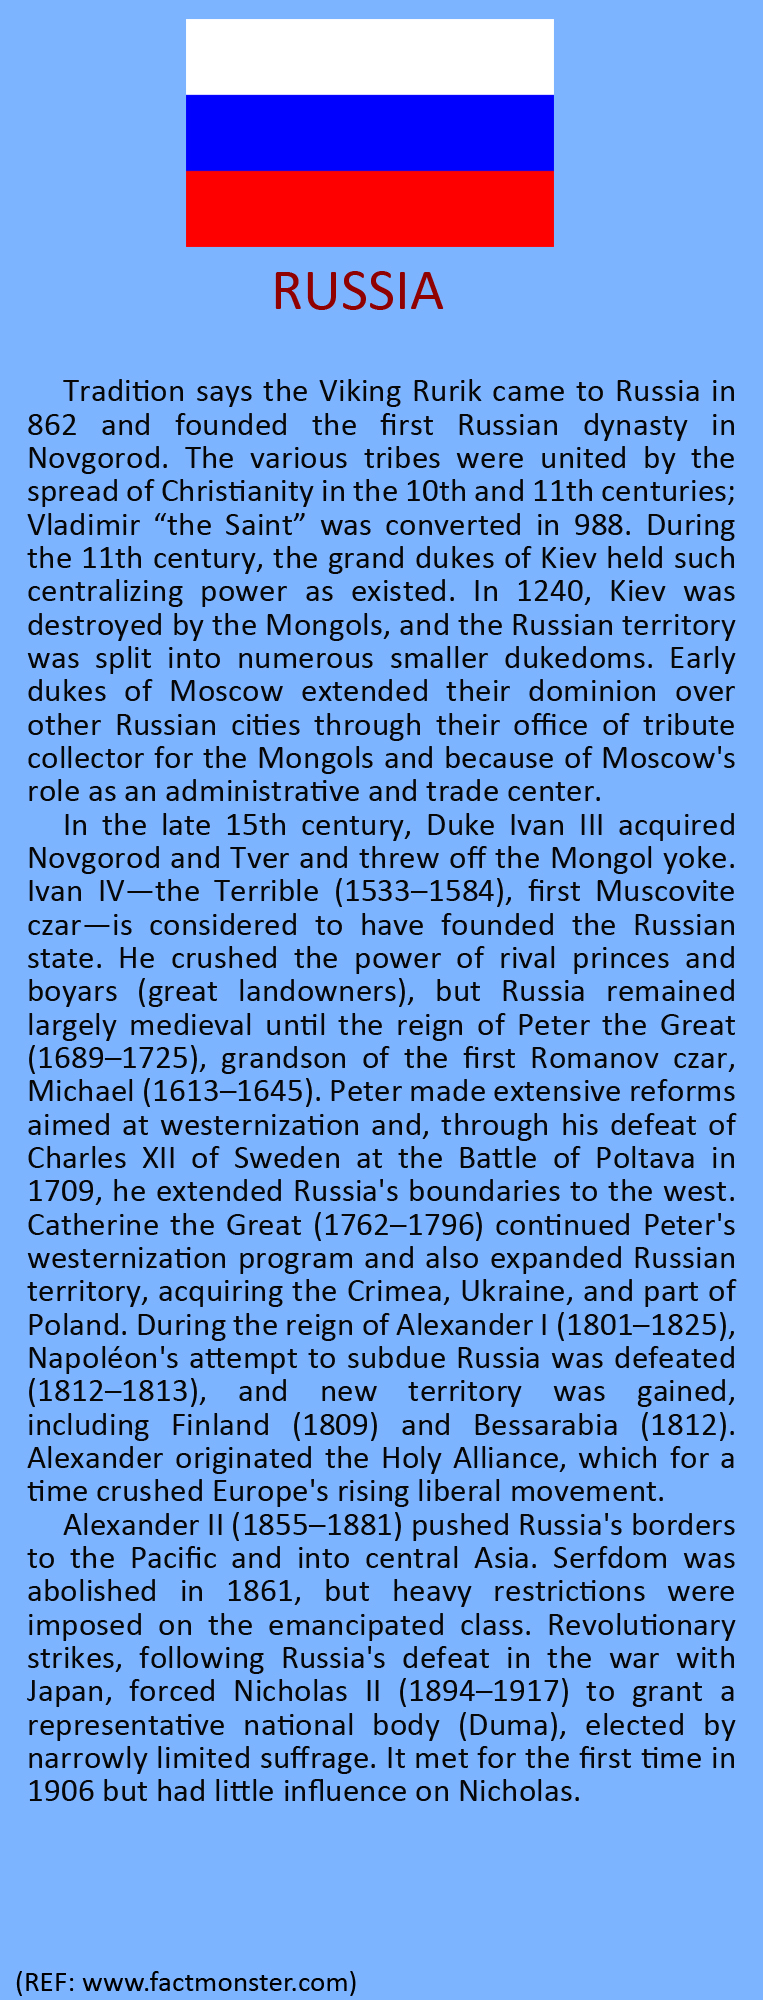 RUSSIA
Tradition says the Viking Rurik came to Russia in
862 and founded the first Russian dynasty in
Novgorod. The various tribes were united by the
spread of Christianity in the 10th and 11th centuries;
Vladimir “the Saint” was converted in 988. During
the 11th century, the grand dukes of Kiev held such
centralizing power as existed. In 1240, Kiev was
destroyed by the Mongols, and the Russian territory
was split into numerous smaller dukedoms. Early
dukes of Moscow extended their dominion over
other Russian cities through their office of tribute
collector for the Mongols and because of Moscow's
role as an administrative and trade center.
In the late 15th century, Duke Ivan III acquired
Novgorod and Tver and threw off the Mongol yoke.
Ivan IV—the Terrible (1533–1584), first Muscovite
czar—is considered to have founded the Russian
state. He crushed the power of rival princes and
boyars (great landowners), but Russia remained
largely medieval until the reign of Peter the Great
(1689–1725), grandson of the first Romanov czar,
Michael (1613–1645). Peter made extensive reforms
aimed at westernization and, through his defeat of
Charles XII of Sweden at the Battle of Poltava in
1709, he extended Russia's boundaries to the west.
Catherine the Great (1762–1796) continued Peter's
westernization program and also expanded Russian
territory, acquiring the Crimea, Ukraine, and part of
Poland. During the reign of Alexander I (1801–1825),
Napoléon's attempt to subdue Russia was defeated
(1812–1813), and new territory was gained,
including Finland (1809) and Bessarabia (1812).
Alexander originated the Holy Alliance, which for a
time crushed Europe's rising liberal movement.
Alexander II (1855–1881) pushed Russia's borders
to the Pacific and into central Asia. Serfdom was
abolished in 1861, but heavy restrictions were
imposed on the emancipated class. Revolutionary
strikes, following Russia's defeat in the war with
Japan, forced Nicholas II (1894–1917) to grant a
representative national body (Duma), elected by
narrowly limited suffrage. It met for the first time in
1906 but had little influence on Nicholas.
(REF: www.factmonster.com)